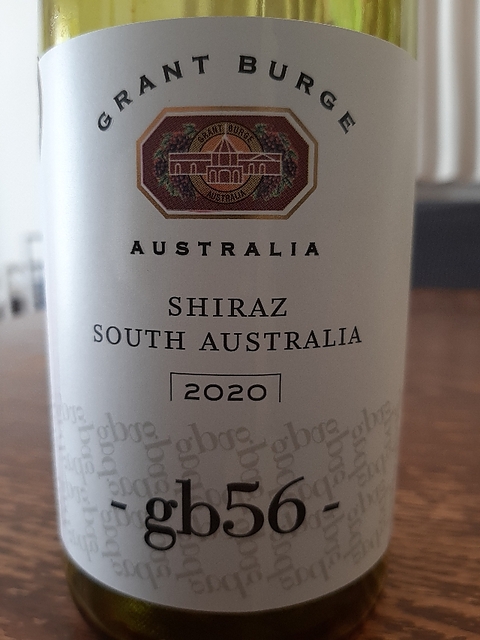 GRANT BURGE
GRANT BURGE
AUSTRALIA
AUSTRALIA
SHIRAZ
SOUTH AUSTRALIA
2020
- gb56 -